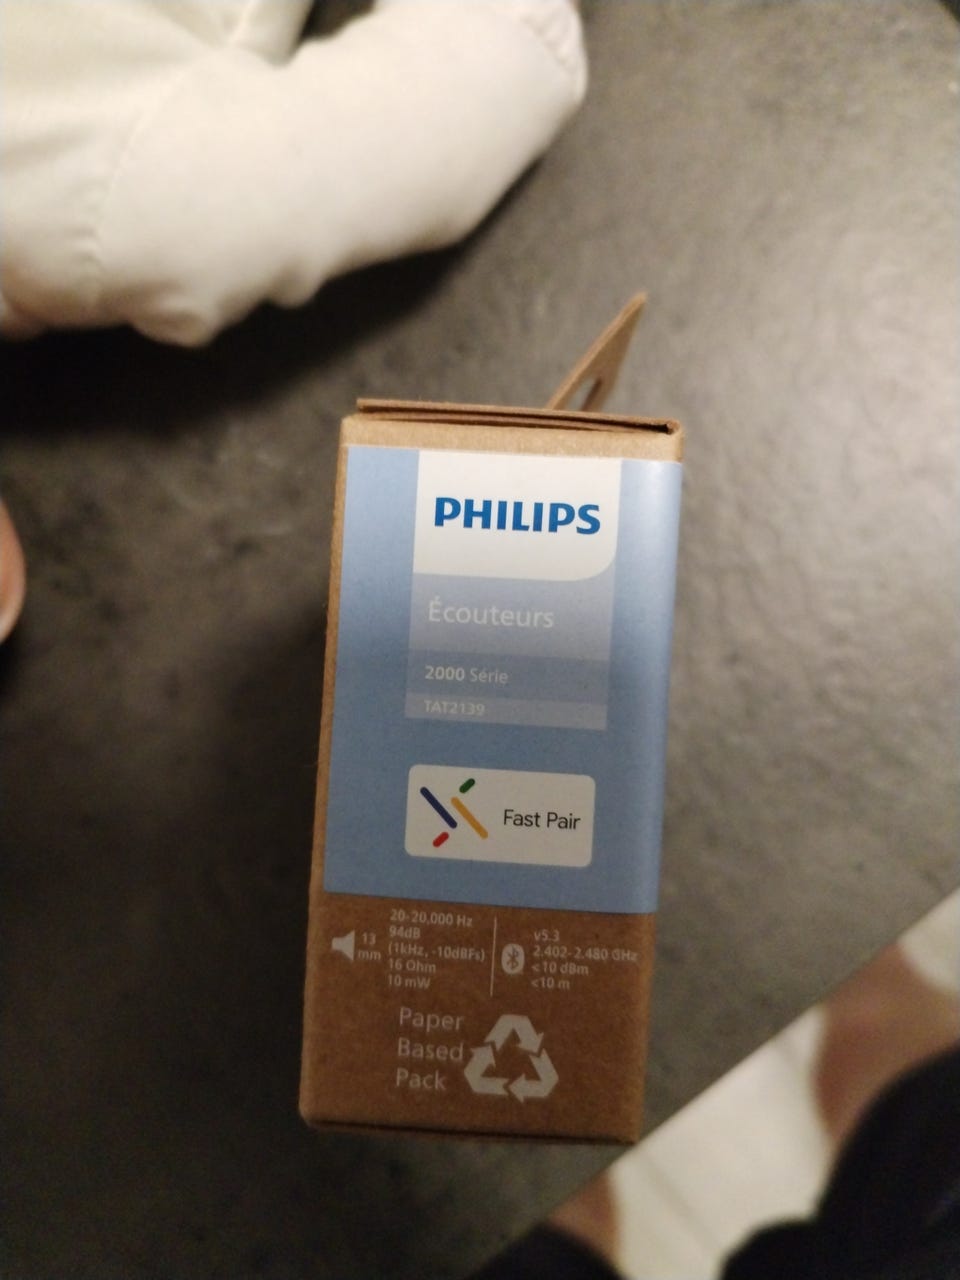 PHILIPS
Écouteurs
2000 Série
TAT2139
Fast Pair
13
mm
20-20,000 Hz
94dB
(1kHz, -10dBFs)
16 Ohm
10 mW
v5.3
2.402-2.480 GHz
<10 dBm
<10 m
Paper
Based
Pack